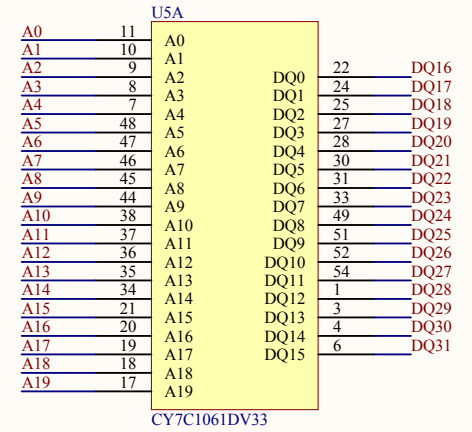 U5A
A0 11 A0
A1 10 A1
A2 9 A2 DQ0 22 DQ16
A3 8 A3 DQ1 24 DQ17
A4 7 A4 DQ2 25 DQ18
A5 48 A5 DQ3 27 DQ19
A6 47 A6 DQ4 28 DQ20
A7 46 A7 DQ5 30 DQ21
A8 45 A8 DQ6 31 DQ22
A9 44 A9 DQ7 33 DQ23
A10 38 A10 DQ8 49 DQ24
A11 37 A11 DQ9 51 DQ25
A12 36 A12 DQ10 52 DQ26
A13 35 A13 DQ11 54 DQ27
A14 34 A14 DQ12 1 DQ28
A15 21 A15 DQ13 3 DQ29
A16 20 A16 DQ14 4 DQ30
A17 19 A17 DQ15 6 DQ31
A18 18 A18
A19 17 A19
CY7C1061DV33